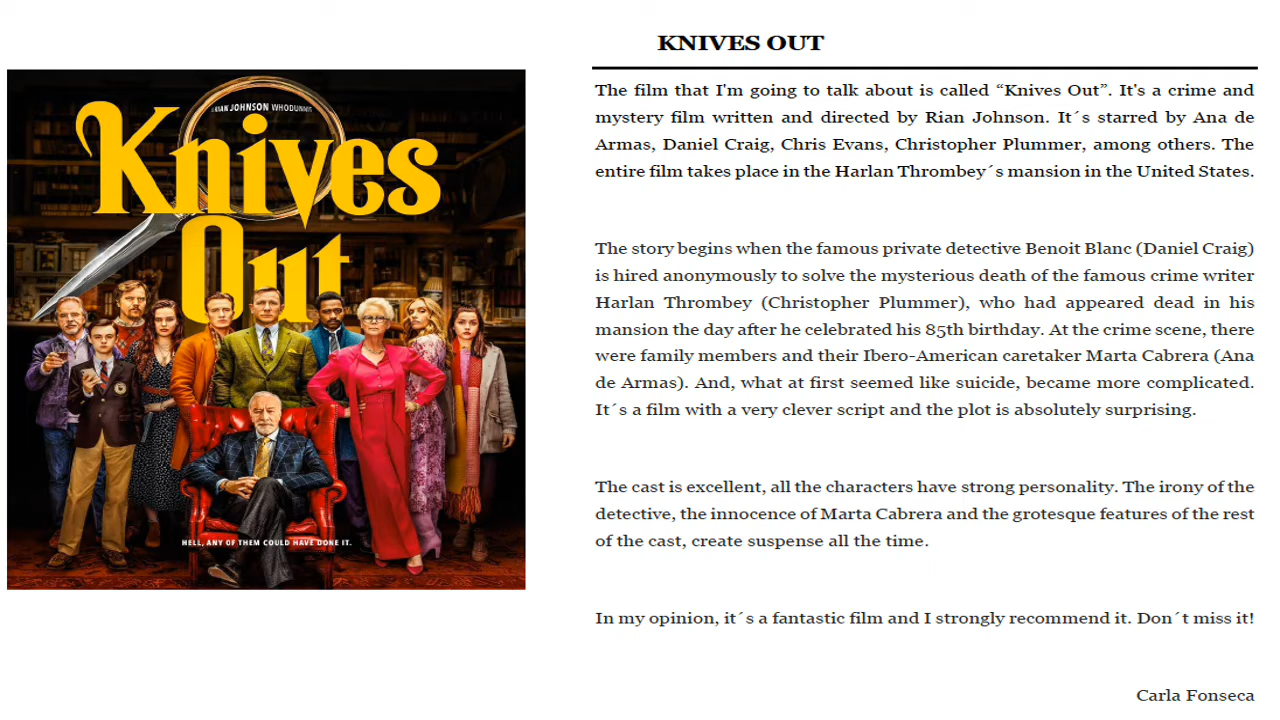 A RIAN JOHNSON WHODUNNIT
Knives
Out
HELL, ANY OF THEM COULD HAVE DONE IT.
KNIVES OUT
The film that I'm going to talk about is called “Knives Out”. It's a crime and
mystery film written and directed by Rian Johnson. It´s starred by Ana de
Armas, Daniel Craig, Chris Evans, Christopher Plummer, among others. The
entire film takes place in the Harlan Thrombey´s mansion in the United States.
The story begins when the famous private detective Benoit Blanc (Daniel Craig)
is hired anonymously to solve the mysterious death of the famous crime writer
Harlan Thrombey (Christopher Plummer), who had appeared dead in his
mansion the day after he celebrated his 85th birthday. At the crime scene, there
were family members and their Ibero-American caretaker Marta Cabrera (Ana
de Armas). And, what at first seemed like suicide, became more complicated.
It´s a film with a very clever script and the plot is absolutely surprising.
The cast is excellent, all the characters have strong personality. The irony of the
detective, the innocence of Marta Cabrera and the grotesque features of the rest
of the cast, create suspense all the time.
In my opinion, it´s a fantastic film and I strongly recommend it. Don´t miss it!
Carla Fonseca